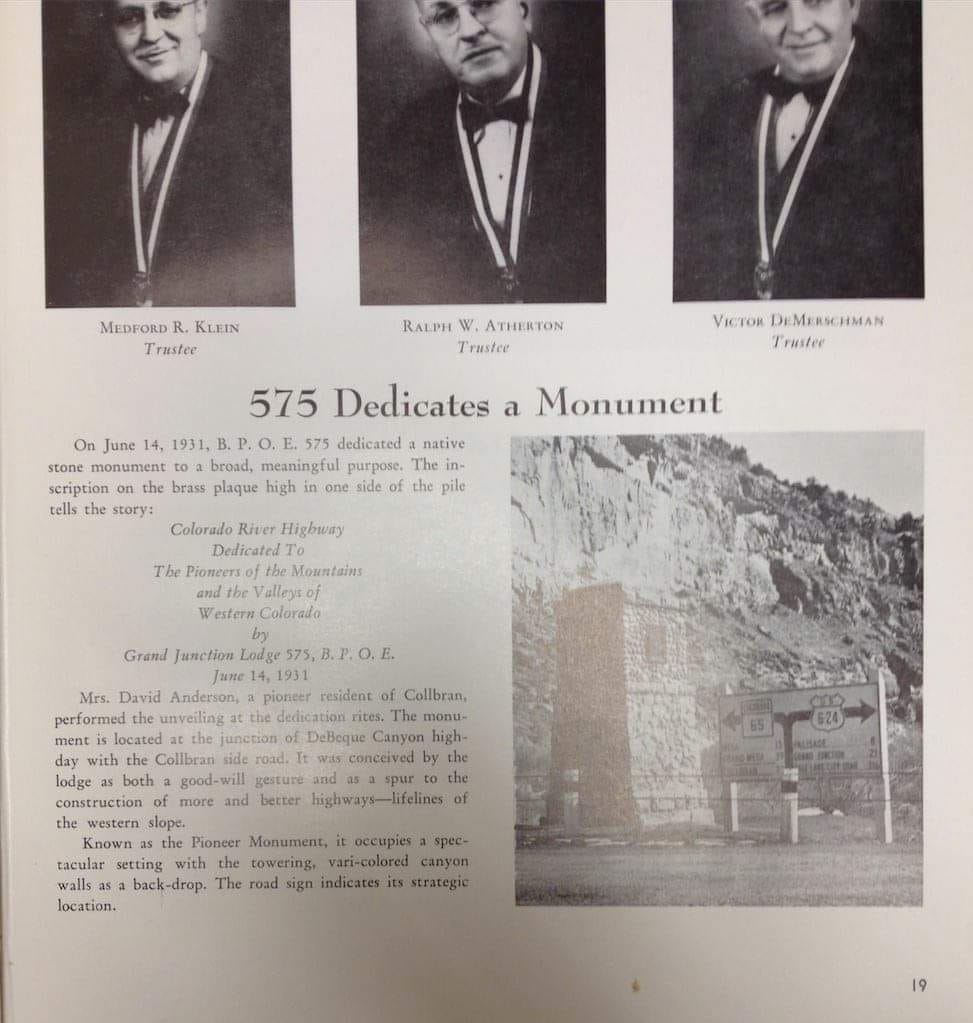 MEDFORD R. KLEIN
Trustee
RALPH W. ATHERTON
Trustee
VICTOR DEMERSCHMAN
Trustee
575 Dedicates a Monument
On June 14, 1931, B. P. O. E. 575 dedicated a native
stone monument to a broad, meaningful purpose. The in-
scription on the brass plaque high in one side of the pile
tells the story:
Colorado River Highway
Dedicated To
The Pioneers of the Mountains
and the Valleys of
Western Colorado
by
Grand Junction Lodge 575, B. P. O. E.
June 14, 1931
Mrs. David Anderson, a pioneer resident of Collbran,
performed the unveiling at the dedication rites. The monu-
ment is located at the junction of DeBeque Canyon high-
day with the Collbran side road. It was conceived by the
lodge as both a good-will gesture and as a spur to the
construction of more and better highways—lifelines of
the western slope.
Known as the Pioneer Monument, it occupies a spec-
tacular setting with the towering, vari-colored canyon
walls as a back-drop. The road sign indicates its strategic
location.
65
U S
6-24
PALISADE 8
GRAND JUNCTION 21
19